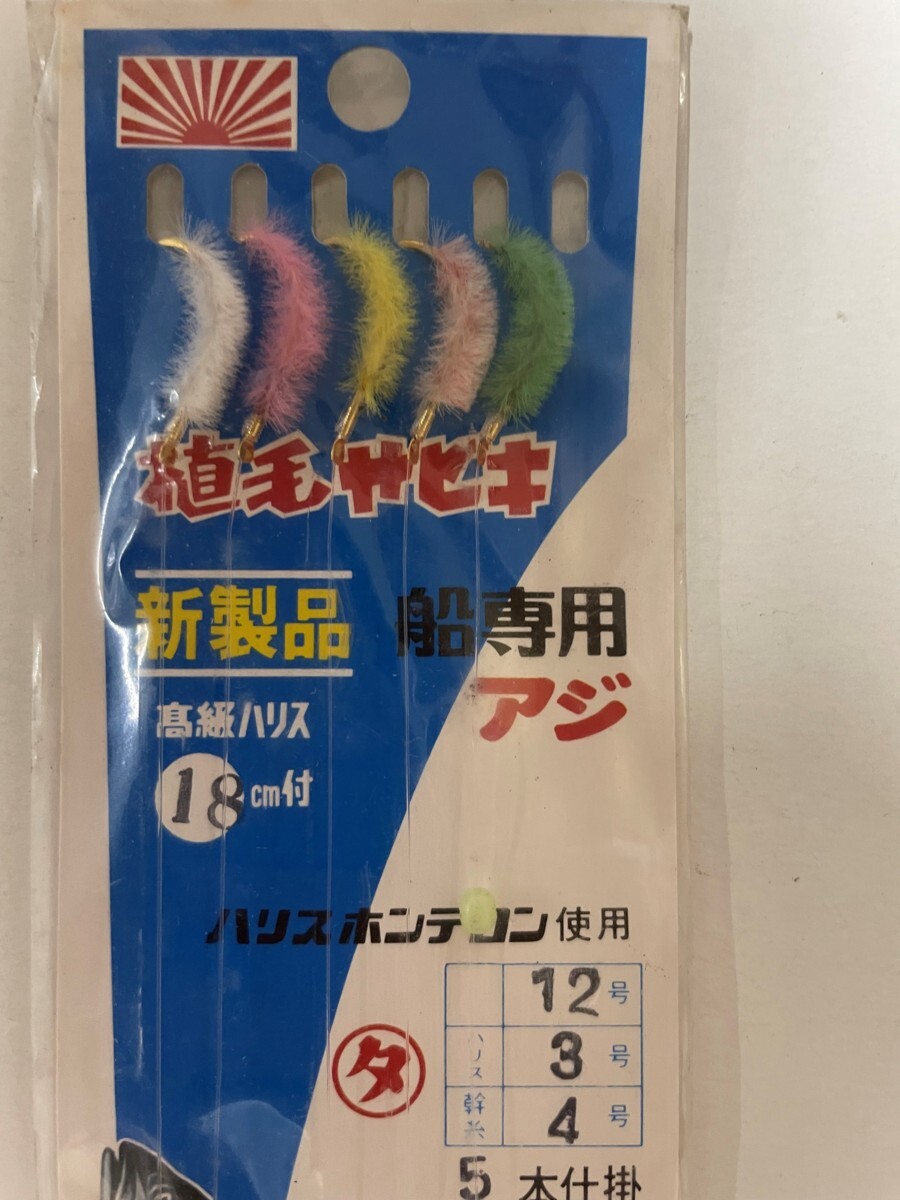 植毛サビキ
新製品
船専用
アジ
高級ハリス
18cm付
ハリスホンテロン使用
12号
ハリス 3号
幹糸 4号
タ
5本仕掛